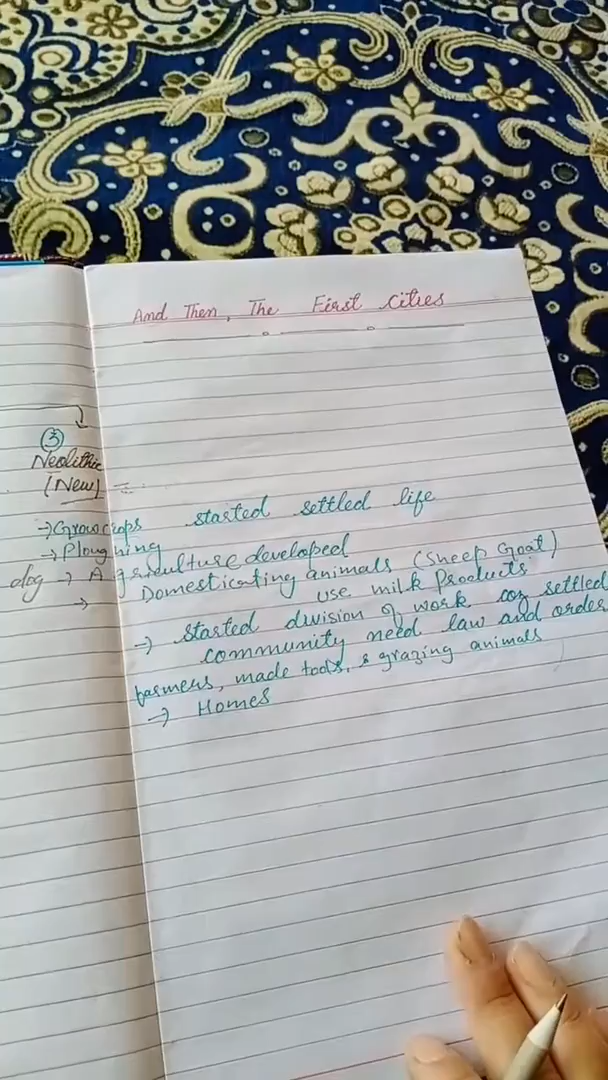 And Then, The First Cities
③
Neolithic
[New]
→ Grow crops started settled life
→ Ploughing
→ Agriculture developed
dog → Domesticating animals (Sheep Goat)
use milk Products
→ started division of work coz settled
community need law and order
farmers, made tools, & grazing animals
→ Homes